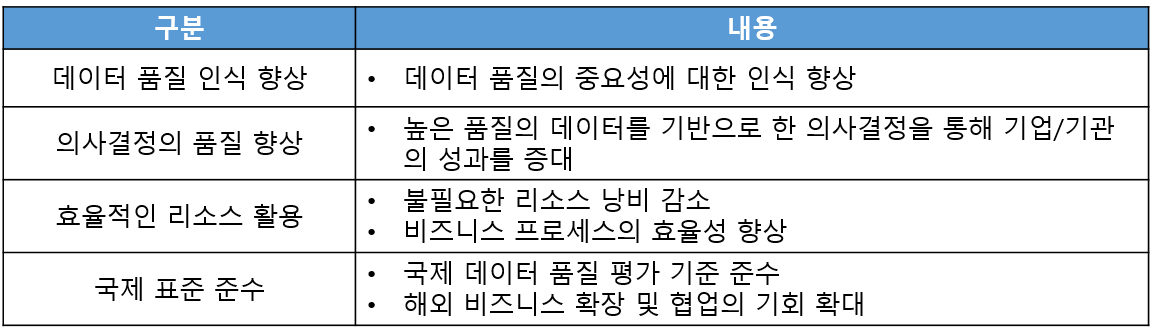 구분
내용
데이터 품질 인식 향상
• 데이터 품질의 중요성에 대한 인식 향상
의사결정의 품질 향상
• 높은 품질의 데이터를 기반으로 한 의사결정을 통해 기업/기관
의 성과를 증대
효율적인 리소스 활용
• 불필요한 리소스 낭비 감소
• 비즈니스 프로세스의 효율성 향상
국제 표준 준수
• 국제 데이터 품질 평가 기준 준수
• 해외 비즈니스 확장 및 협업의 기회 확대